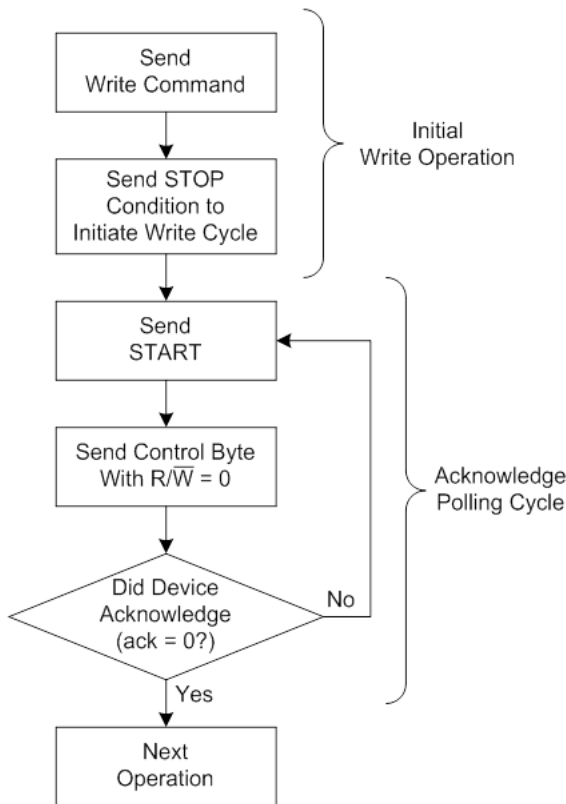 Send
Write Command
Initial
Write Operation
Send STOP
Condition to
Initiate Write Cycle
Send
START
Send Control Byte
With R/W̅ = 0
Acknowledge
Polling Cycle
Did Device
Acknowledge
(ack = 0?)
No
Yes
Next
Operation